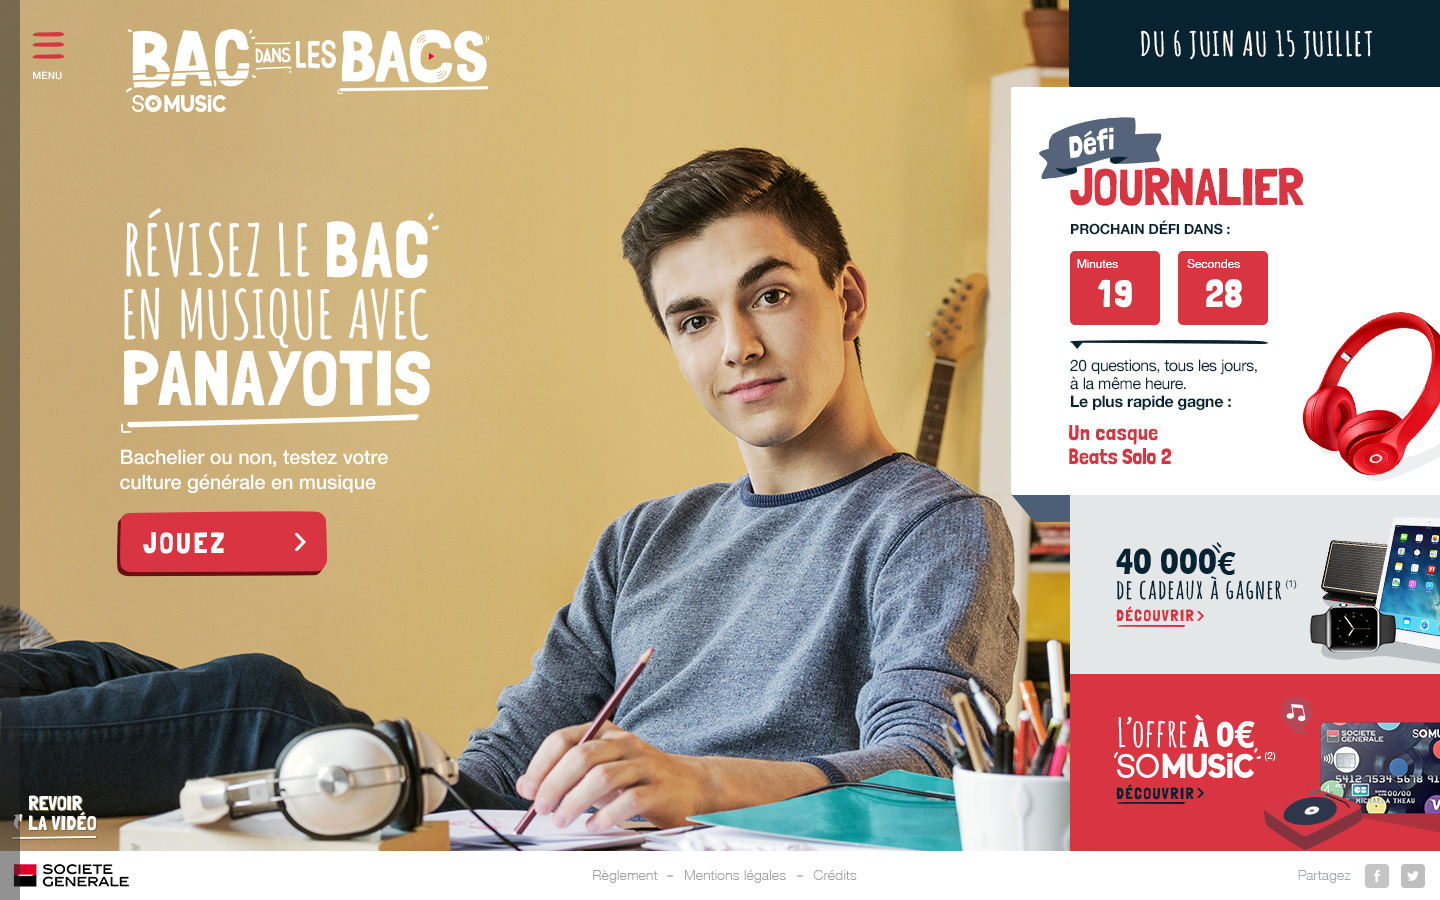 MENU
BAC DANS LES BACS
SOMUSiC
DU 6 JUIN AU 15 JUILLET
RÉVISEZ LE BAC
EN MUSIQUE AVEC
PANAYOTIS
Bachelier ou non, testez votre
culture générale en musique
JOUEZ
REVOIR
LA VIDÉO
Défi
JOURNALIER
PROCHAIN DÉFI DANS :
Minutes Secondes
19 28
20 questions, tous les jours,
à la même heure.
Le plus rapide gagne :
Un casque
Beats Solo 2
40 000€
DE CADEAUX À GAGNER (1)
DÉCOUVRIR
L'OFFRE À 0€
SOMUSiC (2)
DÉCOUVRIR
SOCIETE
GENERALE
5412 7534 5678 91
00/00
THEAU
SOCIETE
GENERALE
Règlement - Mentions légales - Crédits
Partagez